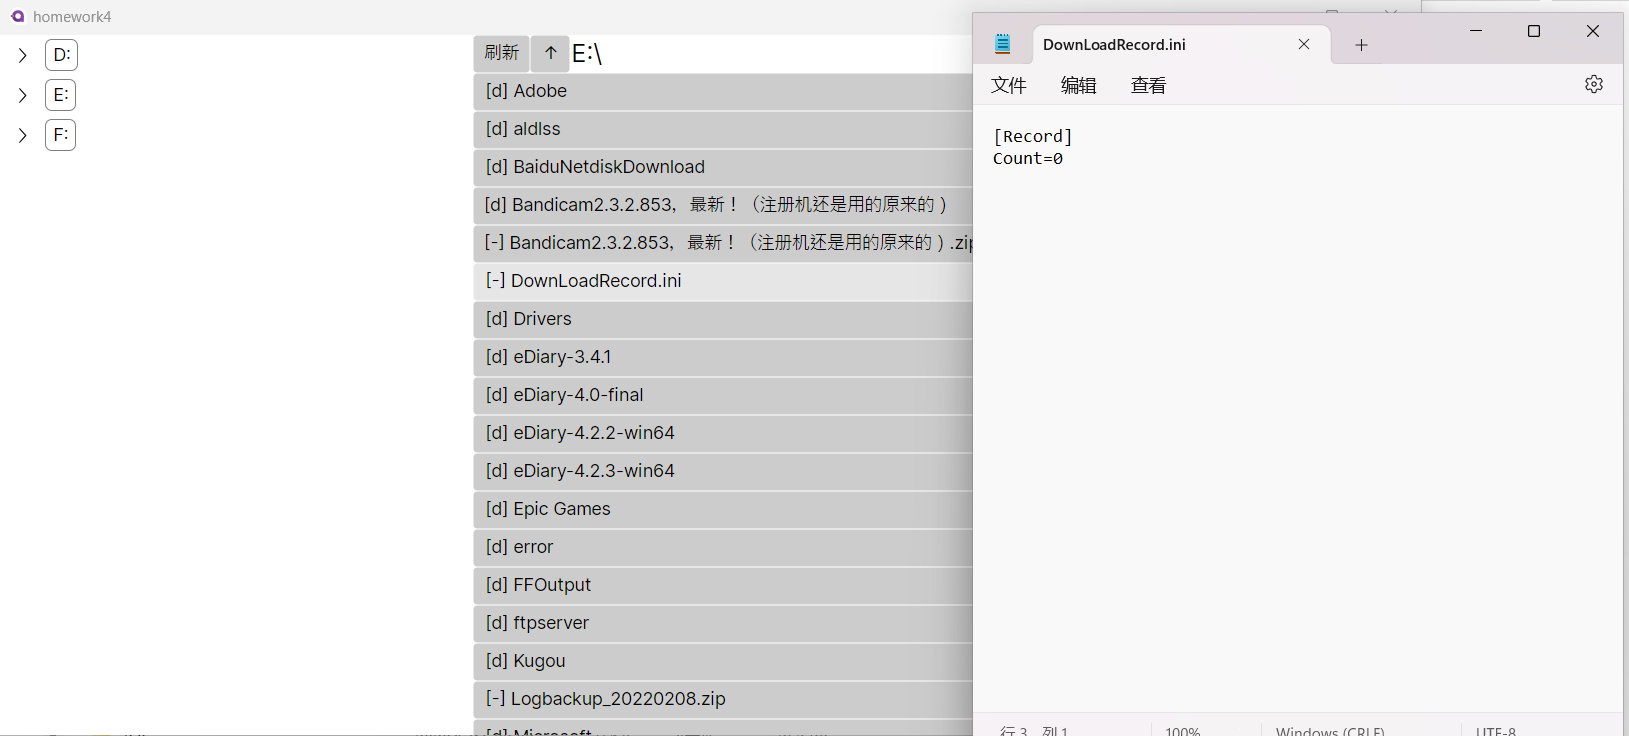 homework4
D:
E:
F:
刷新 ↑ E:\
[d] Adobe
[d] aldlss
[d] BaiduNetdiskDownload
[d] Bandicam2.3.2.853，最新！（注册机还是用的原来的）
[-] Bandicam2.3.2.853，最新！（注册机还是用的原来的）.zip
[-] DownLoadRecord.ini
[d] Drivers
[d] eDiary-3.4.1
[d] eDiary-4.0-final
[d] eDiary-4.2.2-win64
[d] eDiary-4.2.3-win64
[d] Epic Games
[d] error
[d] FFOutput
[d] ftpserver
[d] Kugou
[-] Logbackup_20220208.zip
[d] Microsoft
DownLoadRecord.ini
文件 编辑 查看
[Record]
Count=0
行 3，列 1 100% Windows (CRLF) UTF-8